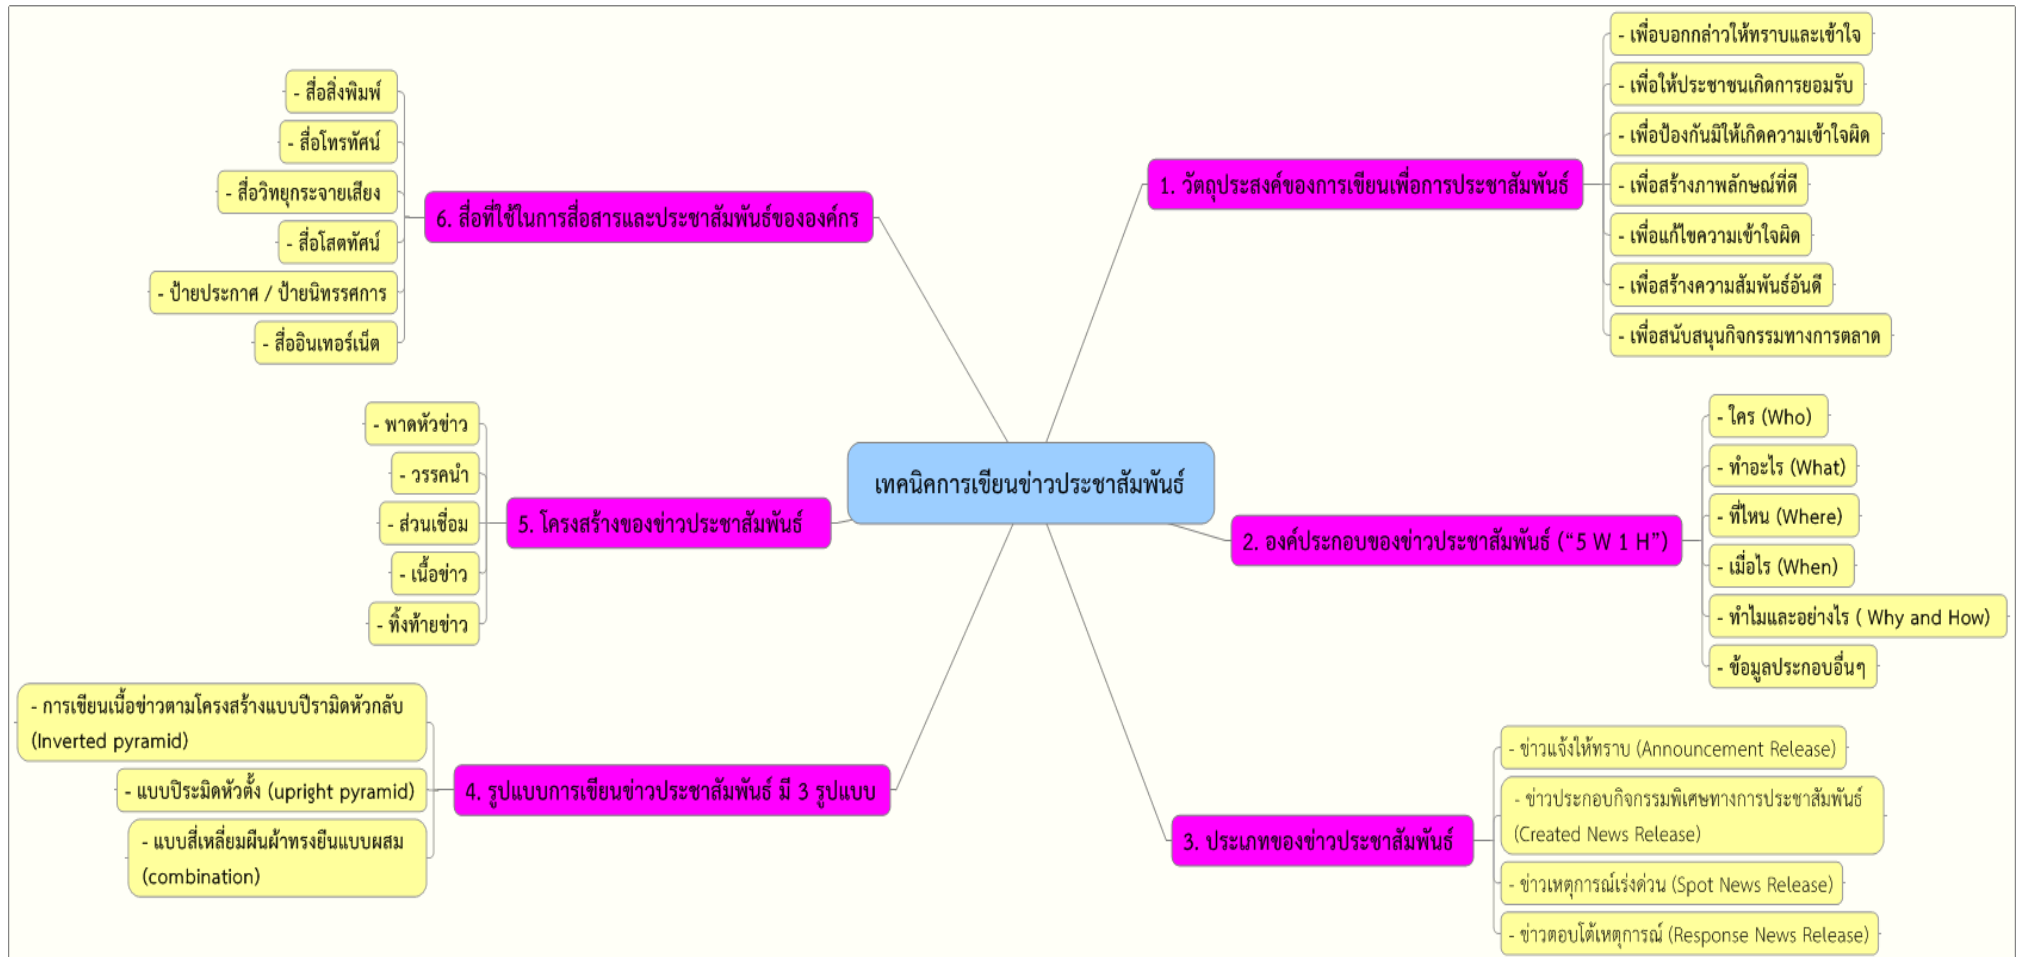 เทคนิคการเขียนข่าวประชาสัมพันธ์
1. วัตถุประสงค์ของการเขียนเพื่อการประชาสัมพันธ์
- เพื่อบอกกล่าวให้ทราบและเข้าใจ
- เพื่อให้ประชาชนเกิดการยอมรับ
- เพื่อป้องกันมิให้เกิดความเข้าใจผิด
- เพื่อสร้างภาพลักษณ์ที่ดี
- เพื่อแก้ไขความเข้าใจผิด
- เพื่อสร้างความสัมพันธ์อันดี
- เพื่อสนับสนุนกิจกรรมทางการตลาด
2. องค์ประกอบของข่าวประชาสัมพันธ์ (“5 W 1 H”)
- ใคร (Who)
- ทำอะไร (What)
- ที่ไหน (Where)
- เมื่อไร (When)
- ทำไมและอย่างไร ( Why and How)
- ข้อมูลประกอบอื่นๆ
3. ประเภทของข่าวประชาสัมพันธ์
- ข่าวแจ้งให้ทราบ (Announcement Release)
- ข่าวประกอบกิจกรรมพิเศษทางการประชาสัมพันธ์
(Created News Release)
- ข่าวเหตุการณ์เร่งด่วน (Spot News Release)
- ข่าวตอบโต้เหตุการณ์ (Response News Release)
4. รูปแบบการเขียนข่าวประชาสัมพันธ์ มี 3 รูปแบบ
- การเขียนเนื้อข่าวตามโครงสร้างแบบปีรามิดหัวกลับ
(Inverted pyramid)
- แบบปิระมิดหัวตั้ง (upright pyramid)
- แบบสี่เหลี่ยมผืนผ้าทรงยืนแบบผสม
(combination)
5. โครงสร้างของข่าวประชาสัมพันธ์
- พาดหัวข่าว
- วรรคนำ
- ส่วนเชื่อม
- เนื้อข่าว
- ทิ้งท้ายข่าว
6. สื่อที่ใช้ในการสื่อสารและประชาสัมพันธ์ขององค์กร
- สื่อสิ่งพิมพ์
- สื่อโทรทัศน์
- สื่อวิทยุกระจายเสียง
- สื่อโสตทัศน์
- ป้ายประกาศ / ป้ายนิทรรศการ
- สื่ออินเทอร์เน็ต